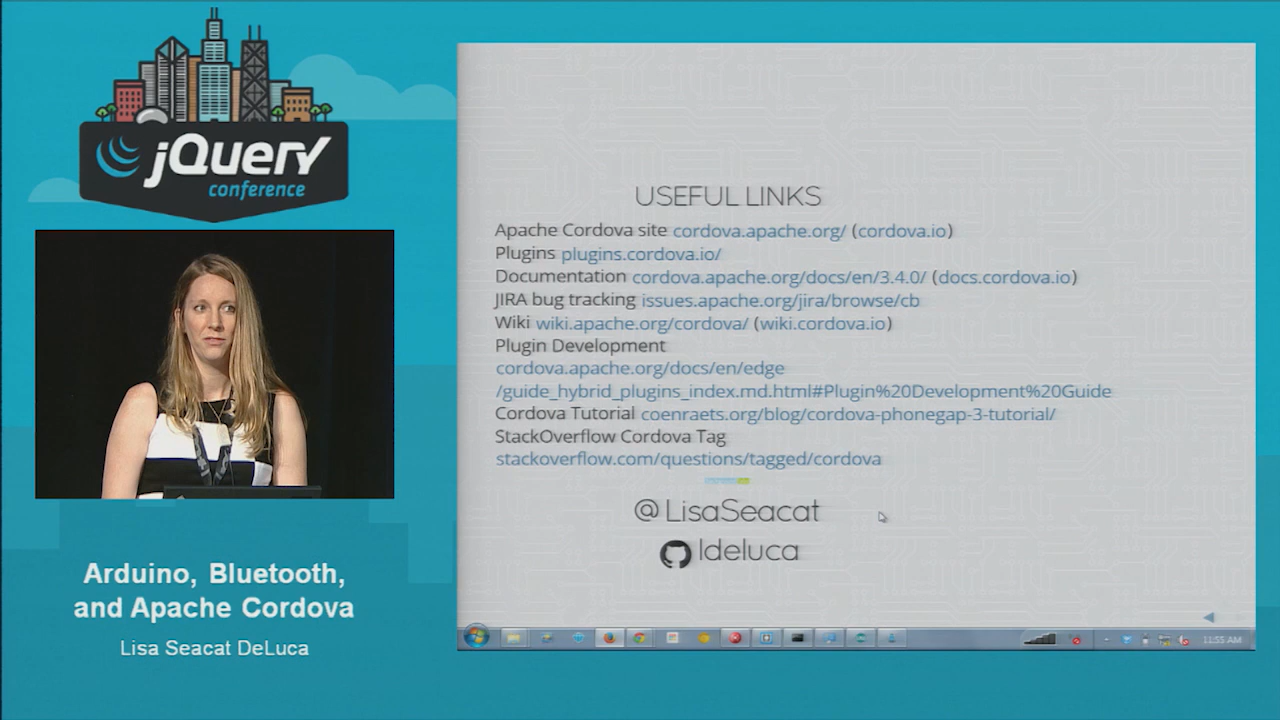 jQuery
conference
Arduino, Bluetooth,
and Apache Cordova
Lisa Seacat DeLuca
USEFUL LINKS
Apache Cordova site cordova.apache.org/ (cordova.io)
Plugins plugins.cordova.io/
Documentation cordova.apache.org/docs/en/3.4.0/ (docs.cordova.io)
JIRA bug tracking issues.apache.org/jira/browse/cb
Wiki wiki.apache.org/cordova/ (wiki.cordova.io)
Plugin Development
cordova.apache.org/docs/en/edge
/guide_hybrid_plugins_index.md.html#Plugin%20Development%20Guide
Cordova Tutorial coenraets.org/blog/cordova-phonegap-3-tutorial/
StackOverflow Cordova Tag
stackoverflow.com/questions/tagged/cordova
@LisaSeacat
ldeluca
11:55 AM